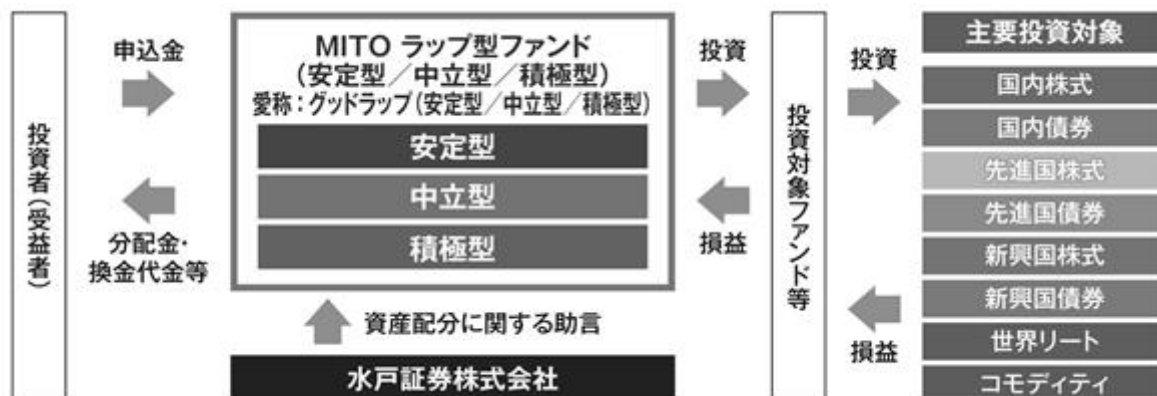 投資者（受益者）
申込金
分配金・
換金代金等
MITO ラップ型ファンド
（安定型／中立型／積極型）
愛称：グッドラップ（安定型／中立型／積極型）
安定型
中立型
積極型
資産配分に関する助言
水戸証券株式会社
投資
損益
投資対象ファンド等
投資
損益
主要投資対象
国内株式
国内債券
先進国株式
先進国債券
新興国株式
新興国債券
世界リート
コモディティ